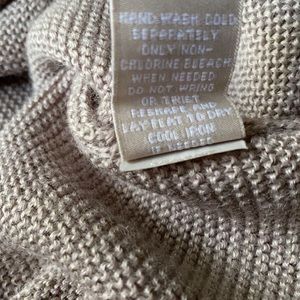 HAND WASH COLD
SEPARATELY
ONLY NON-
CHLORINE BLEACH
WHEN NEEDED
DO NOT WRING
OR TWIST
RESHAPE AND
LAY FLAT TO DRY
COOL IRON
IF NEEDED